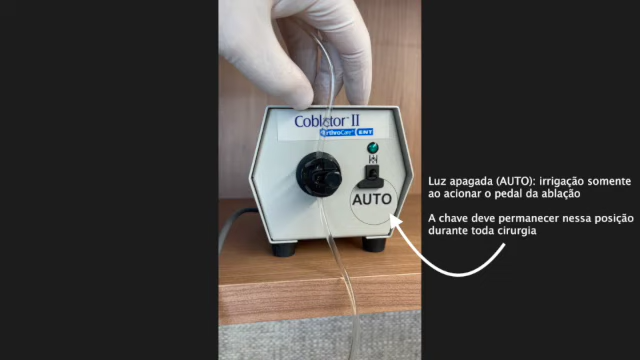 Coblator II
ArthroCare ENT
AUTO
Luz apagada (AUTO): irrigação somente
ao acionar o pedal da ablação
A chave deve permanecer nessa posição
durante toda cirurgia